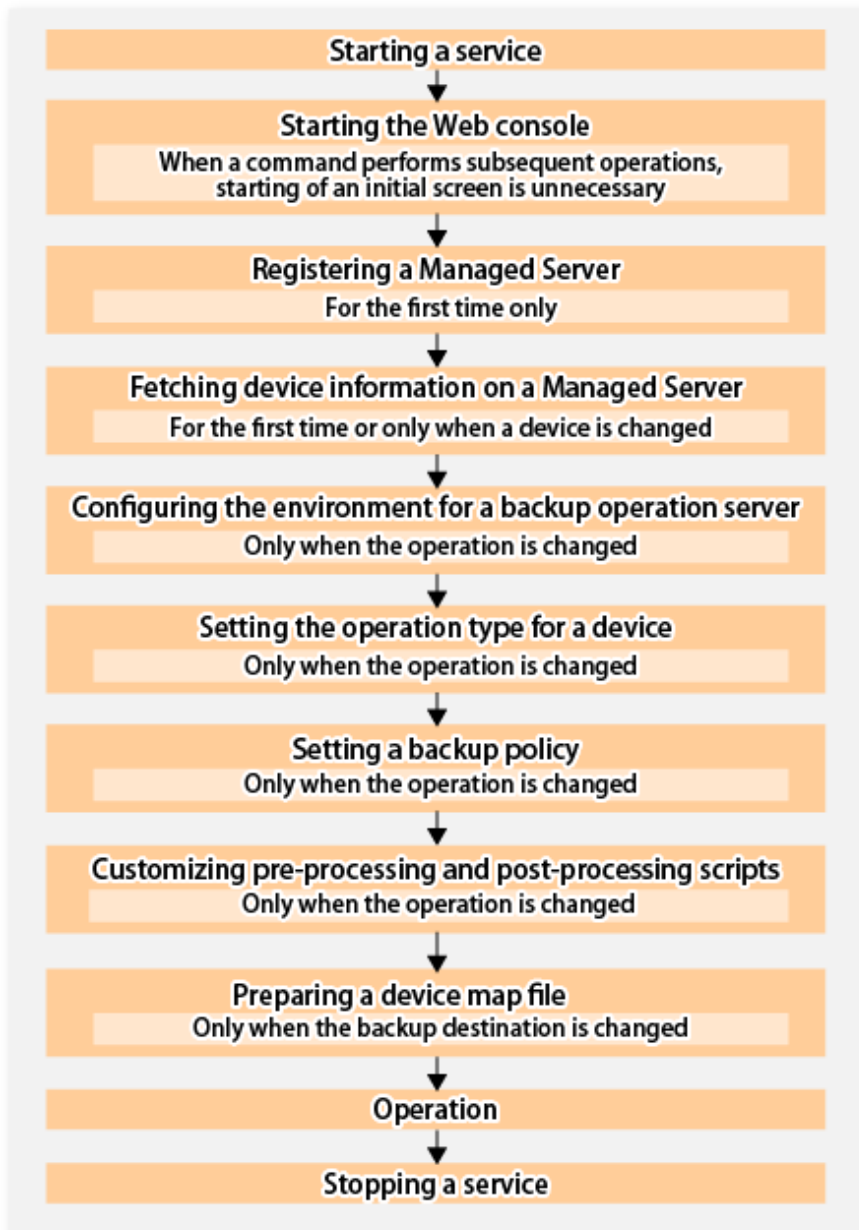 Starting a service
Starting the Web console
When a command performs subsequent operations,
starting of an initial screen is unnecessary
Registering a Managed Server
For the first time only
Fetching device information on a Managed Server
For the first time or only when a device is changed
Configuring the environment for a backup operation server
Only when the operation is changed
Setting the operation type for a device
Only when the operation is changed
Setting a backup policy
Only when the operation is changed
Customizing pre-processing and post-processing scripts
Only when the operation is changed
Preparing a device map file
Only when the backup destination is changed
Operation
Stopping a service